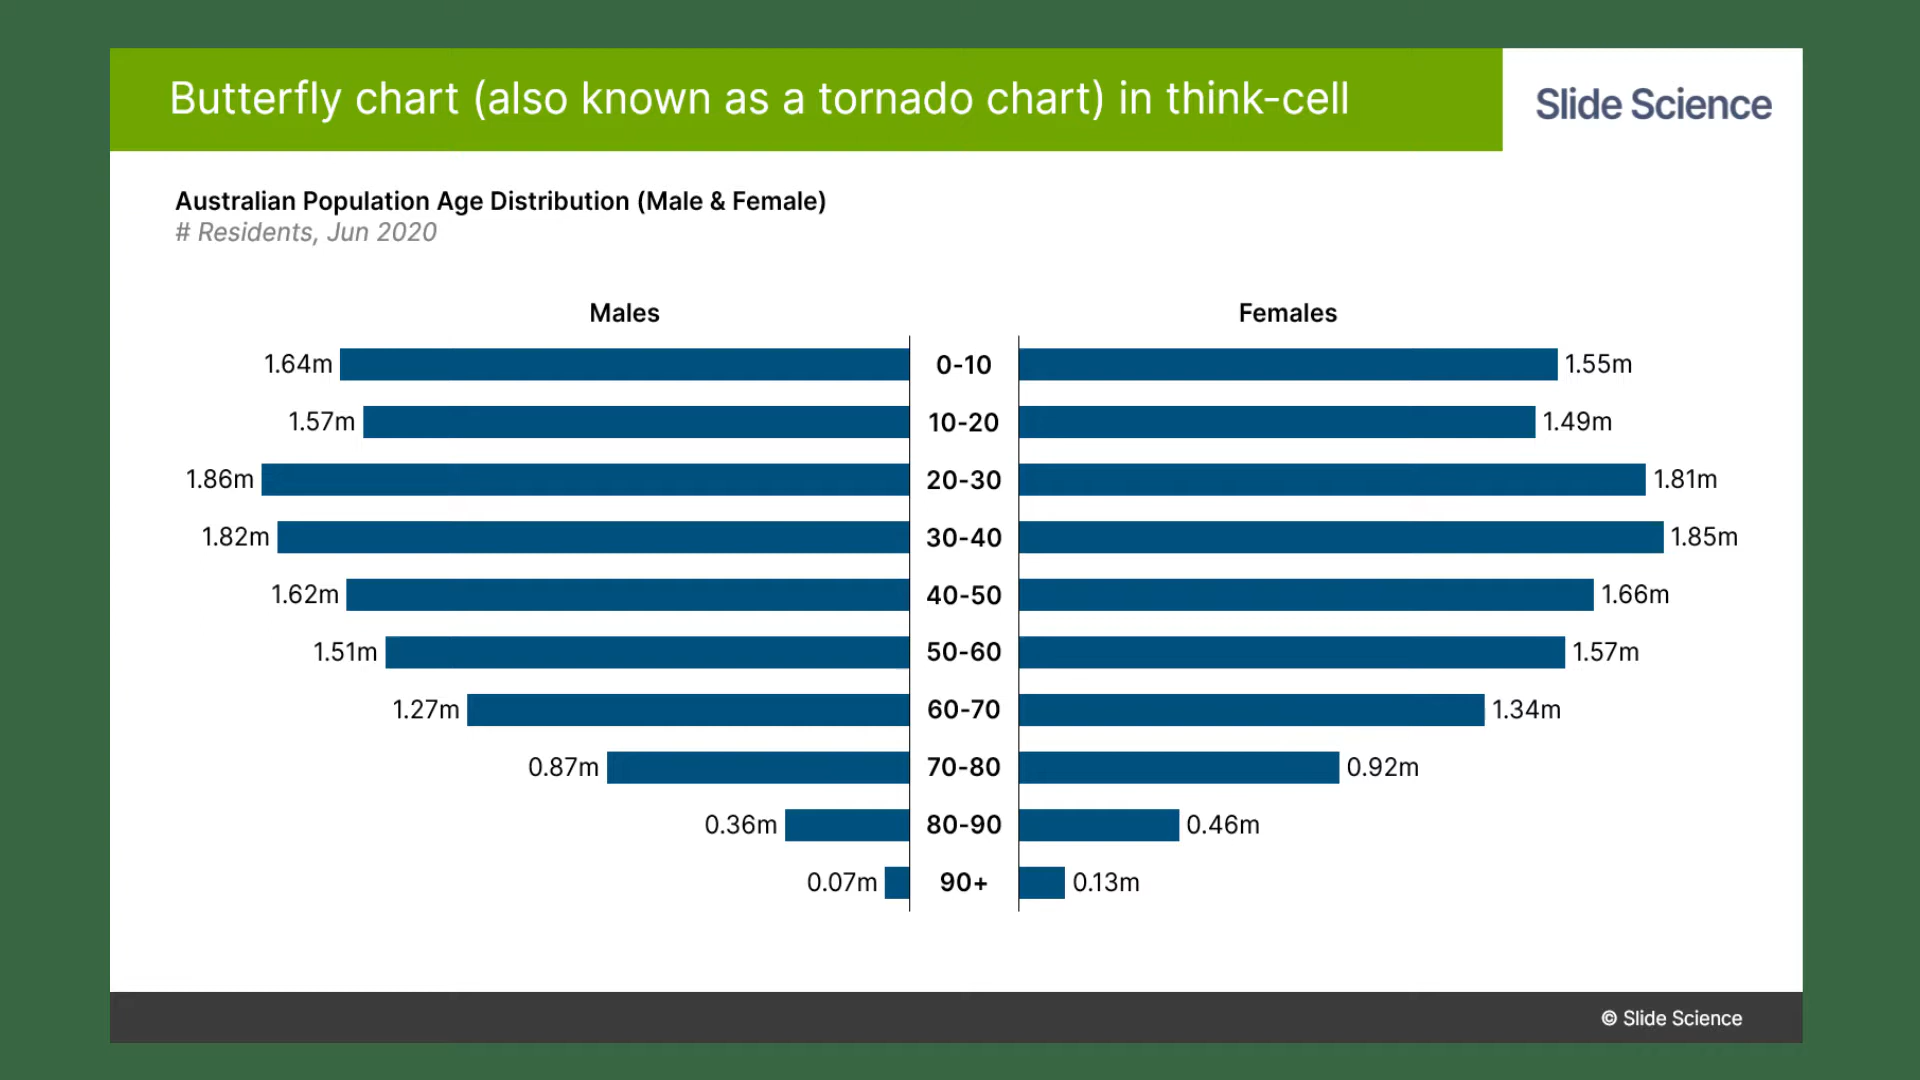 Butterfly chart (also known as a tornado chart) in think-cell
Slide Science
Australian Population Age Distribution (Male & Female)
# Residents, Jun 2020
Males Females
1.64m 0-10 1.55m
1.57m 10-20 1.49m
1.86m 20-30 1.81m
1.82m 30-40 1.85m
1.62m 40-50 1.66m
1.51m 50-60 1.57m
1.27m 60-70 1.34m
0.87m 70-80 0.92m
0.36m 80-90 0.46m
0.07m 90+ 0.13m
© Slide Science